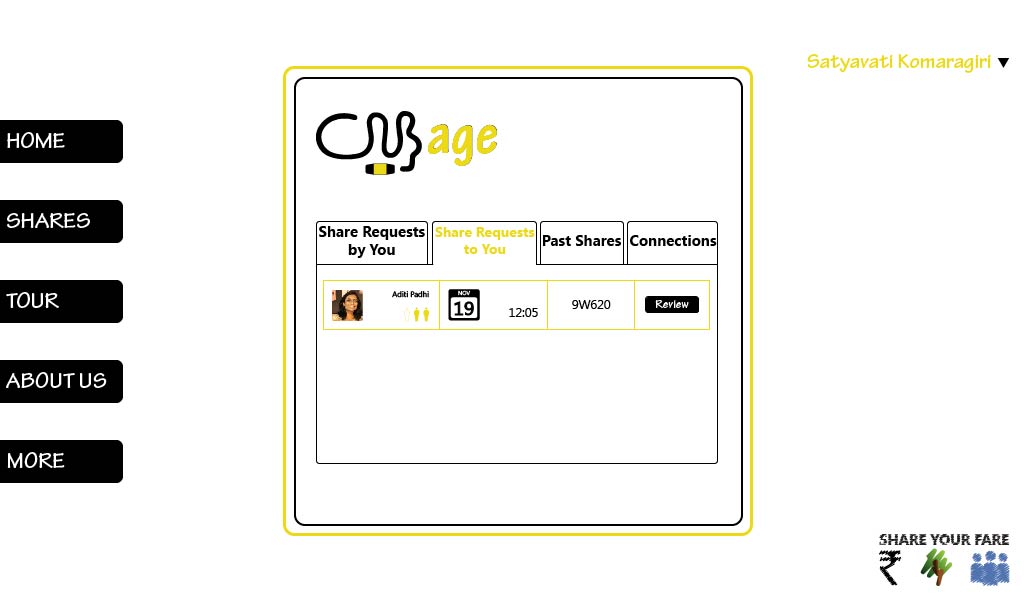 Satyavati Komaragiri
HOME
SHARES
TOUR
ABOUT US
MORE
Cabage
Share Requests
by You
Share Requests
to You
Past Shares
Connections
Aditi Padhi
NOV
19
12:05
9W620
Review
SHARE YOUR FARE
₹